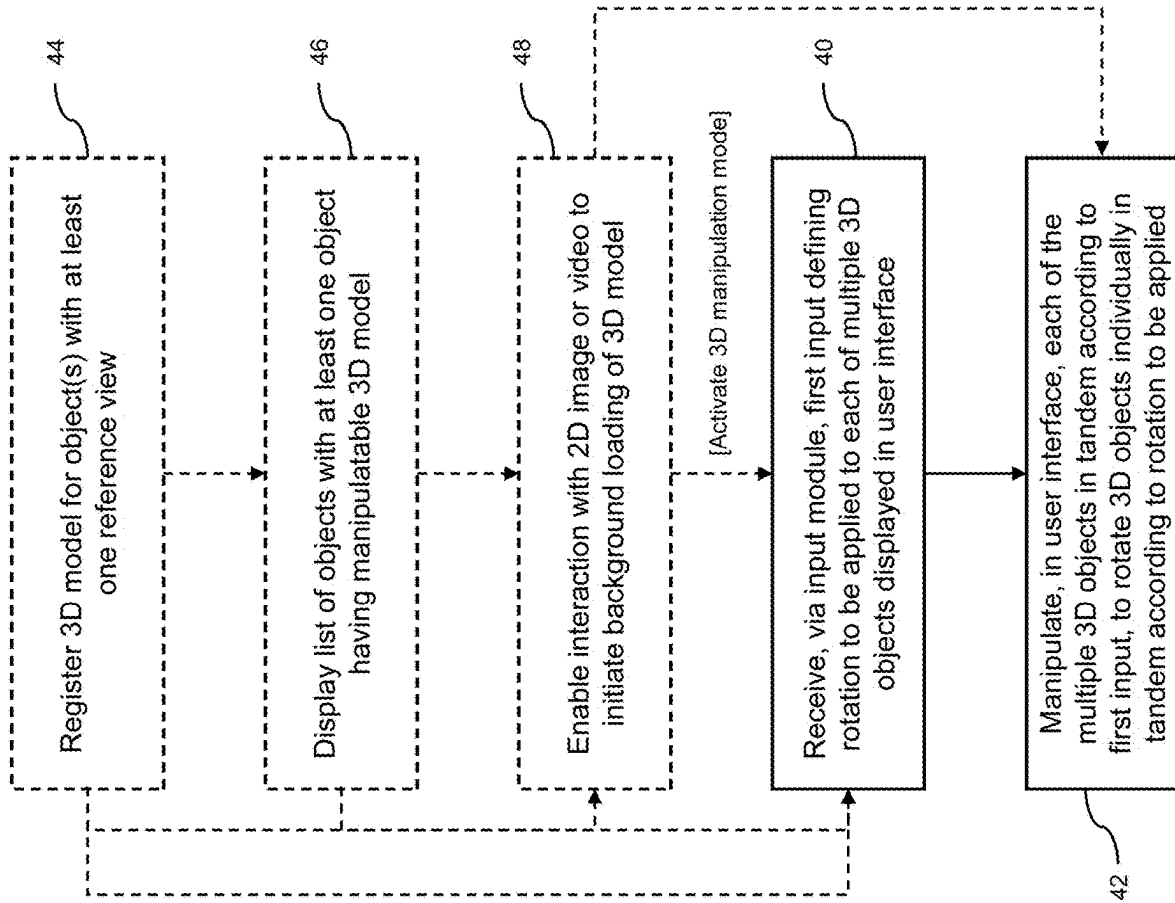 44
Register 3D model for object(s) with at least
one reference view
46
Display list of objects with at least one object
having manipulatable 3D model
48
Enable interaction with 2D image or video to
initiate background loading of 3D model
[Activate 3D manipulation mode]
40
Receive, via input module, first input defining
rotation to be applied to each of multiple 3D
objects displayed in user interface
42
Manipulate, in user interface, each of the
multiple 3D objects in tandem according to
first input, to rotate 3D objects individually in
tandem according to rotation to be applied